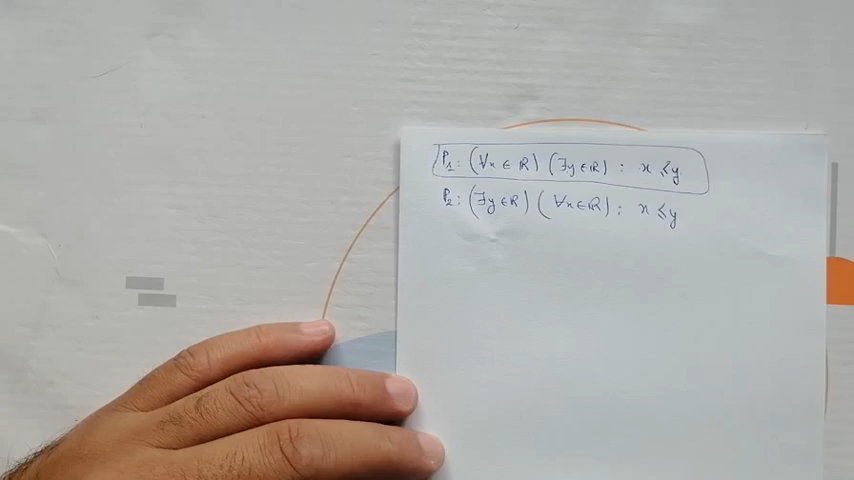 P₁: (∀x ∈ ℝ) (∃y ∈ ℝ) : x ⩽ y.
P₂: (∃y ∈ ℝ) (∀x ∈ ℝ) : x ⩽ y